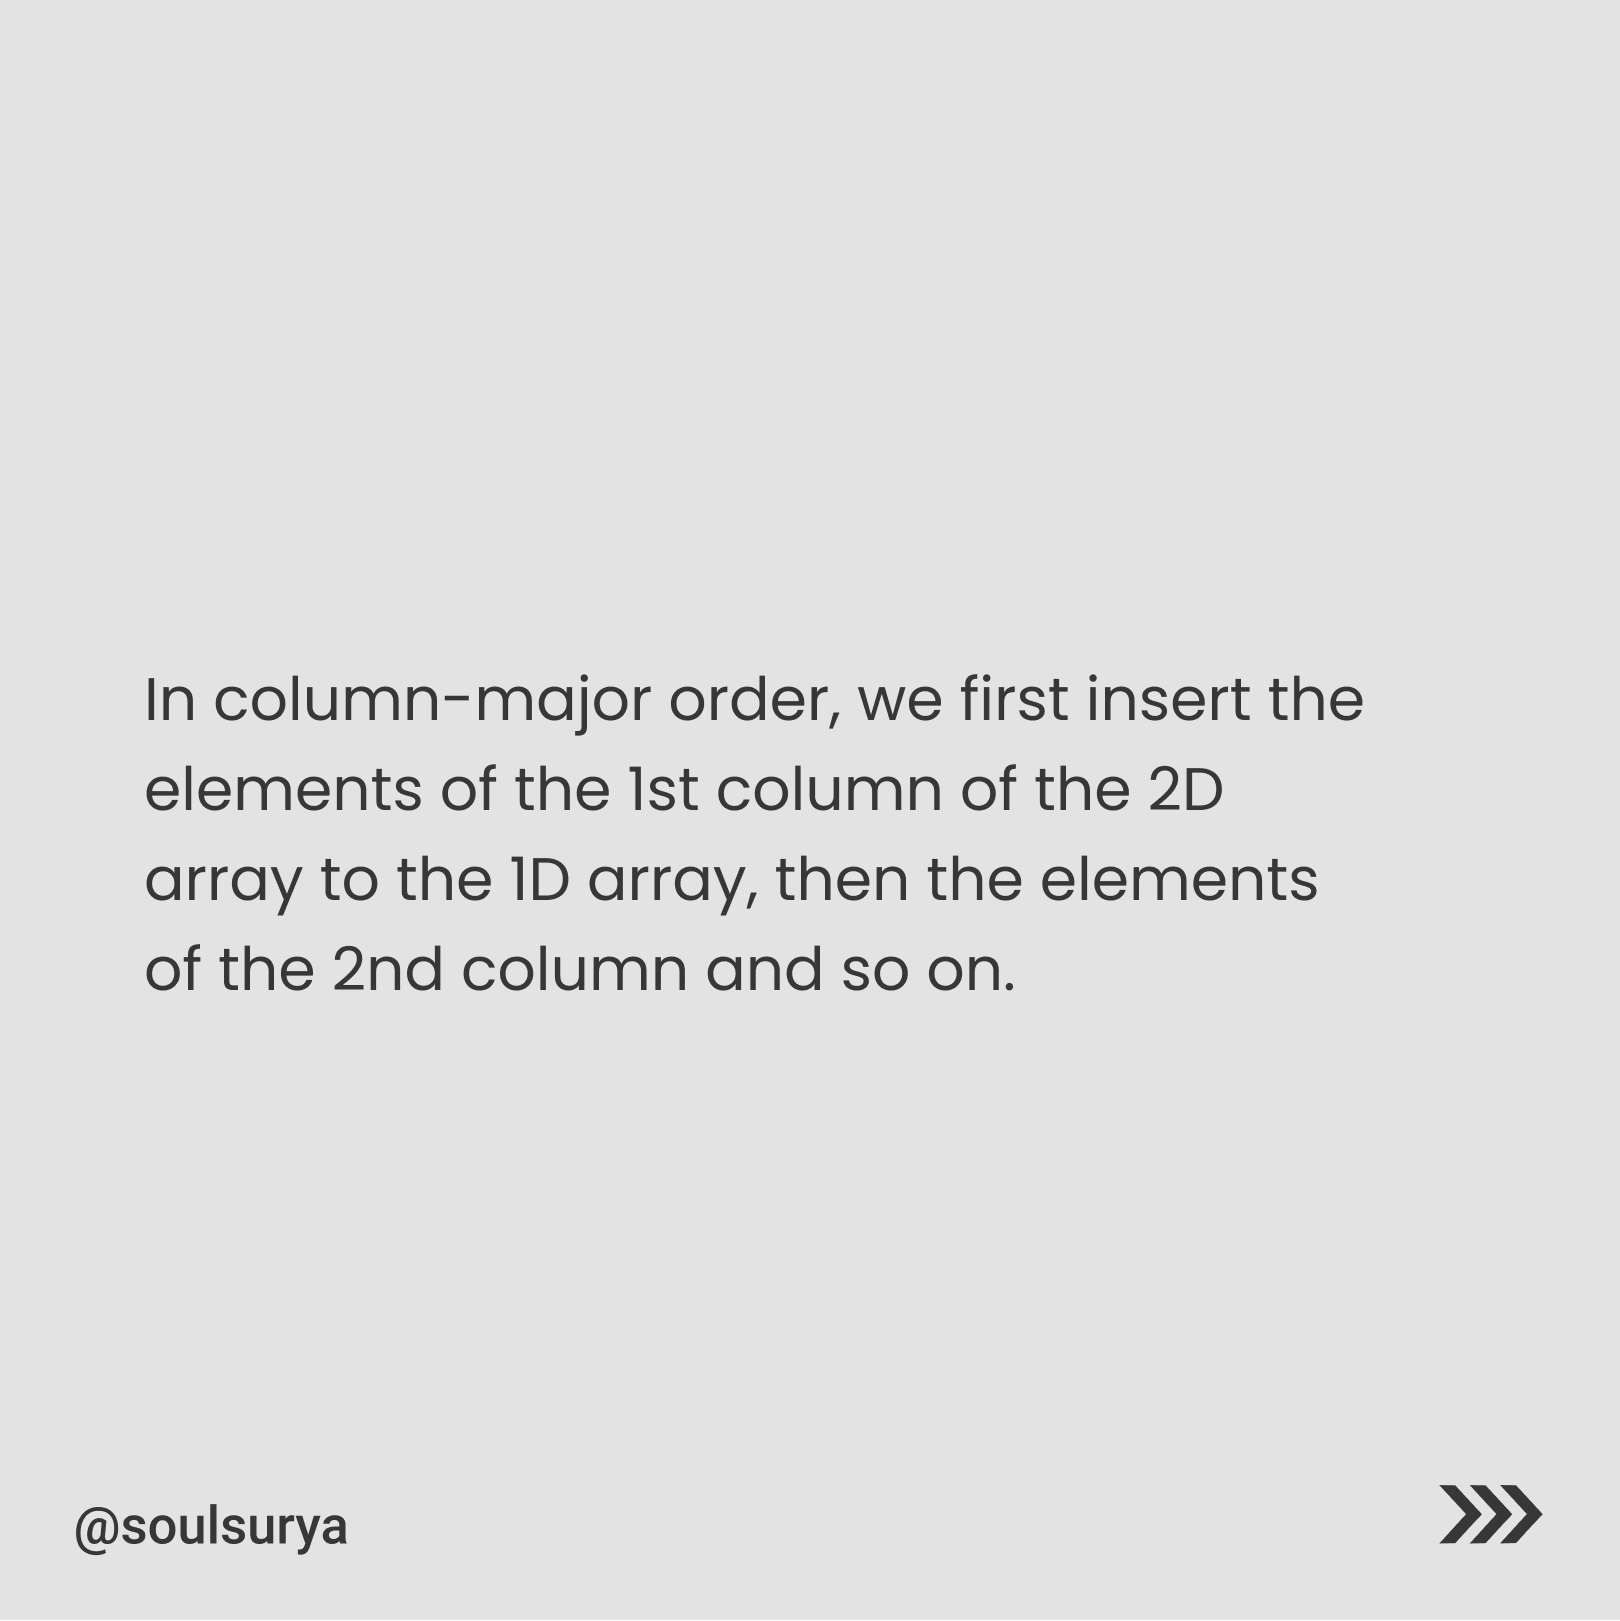 In column-major order, we first insert the
elements of the 1st column of the 2D
array to the 1D array, then the elements
of the 2nd column and so on.
@soulsurya